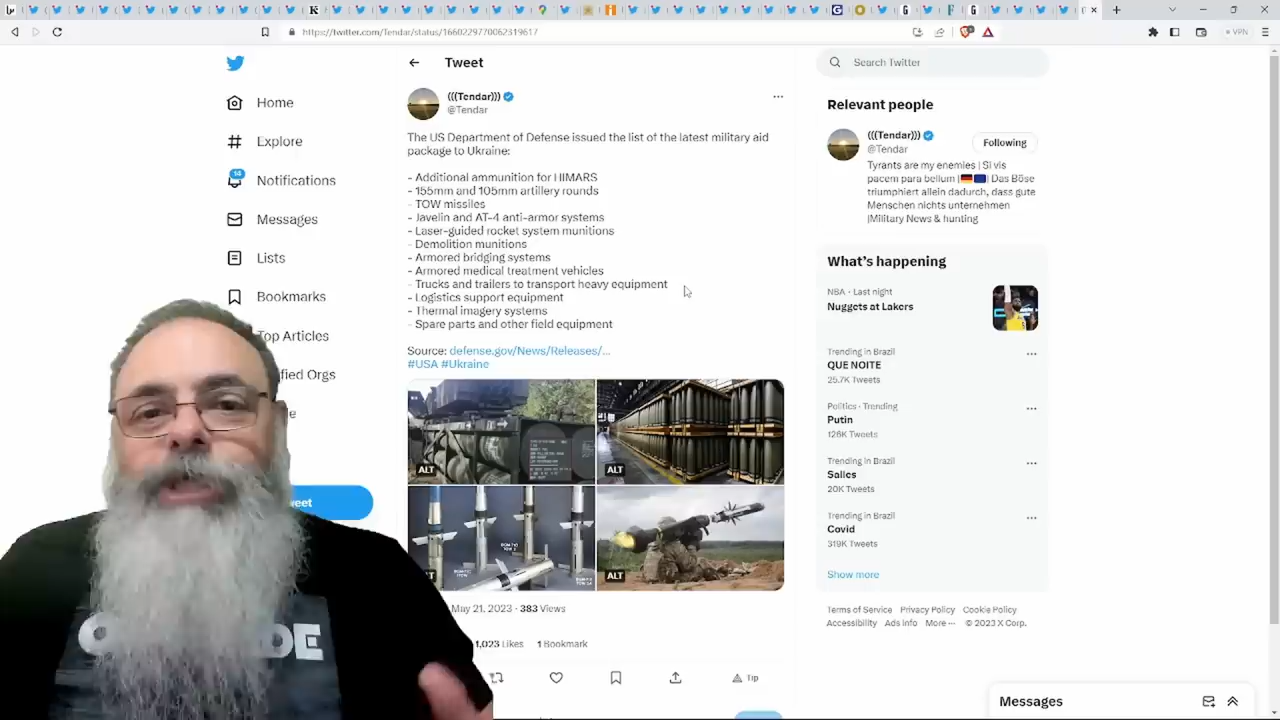 https://twitter.com/Tendar/status/1660229770062319617
VPN
Home
Explore
14
Notifications
Messages
Lists
Bookmarks
Top Articles
Orgs
Tweet
(((Tendar)))
@Tendar
The US Department of Defense issued the list of the latest military aid
package to Ukraine:
- Additional ammunition for HIMARS
- 155mm and 105mm artillery rounds
- TOW missiles
- Javelin and AT-4 anti-armor systems
- Laser-guided rocket system munitions
- Demolition munitions
- Armored bridging systems
- Armored medical treatment vehicles
- Trucks and trailers to transport heavy equipment
- Logistics support equipment
- Thermal imagery systems
- Spare parts and other field equipment
Source: defense.gov/News/Releases/...
#USA #Ukraine
ALT
ALT
ALT
May 21, 2023 · 383 Views
1,023 Likes 1 Bookmark
Tip
Search Twitter
Relevant people
(((Tendar)))
@Tendar
Following
Tyrants are my enemies | Si vis
pacem para bellum | | Das Böse
triumphiert allein dadurch, dass gute
Menschen nichts unternehmen
|Military News & hunting
What's happening
NBA · Last night
Nuggets at Lakers
Trending in Brazil
QUE NOITE
25.7K Tweets
Politics · Trending
Putin
126K Tweets
Trending in Brazil
Salles
20K Tweets
Trending in Brazil
Covid
319K Tweets
Show more
Terms of Service Privacy Policy Cookie Policy
Accessibility Ads info More ··· © 2023 X Corp.
Messages